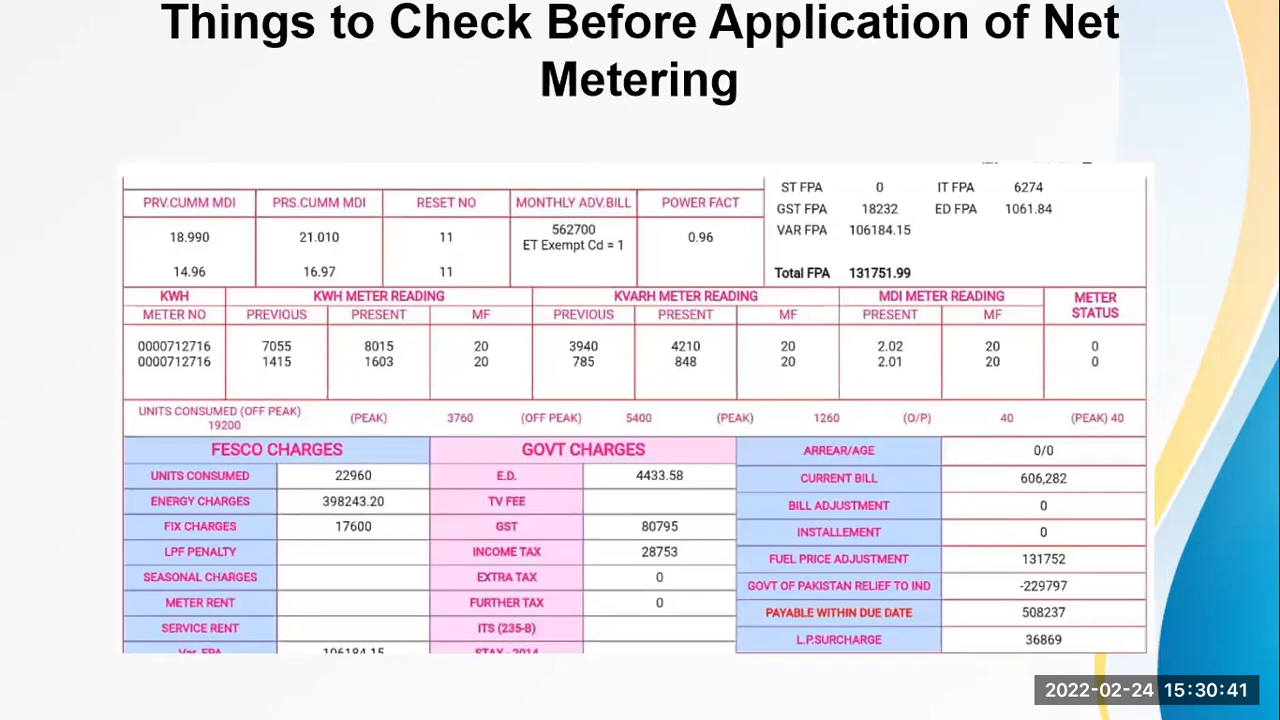 Things to Check Before Application of Net
Metering
ST FPA 0 IT FPA 6274
PRV.CUMM MDI PRS.CUMM MDI RESET NO MONTHLY ADV.BILL POWER FACT
GST FPA 18232 ED FPA 1061.84
VAR FPA 106184.15
18.990 21.010 11 562700 0.96
ET Exempt Cd = 1
14.96 16.97 11
Total FPA 131751.99
KWH KWH METER READING KVARH METER READING MDI METER READING METER
STATUS
METER NO PREVIOUS PRESENT MF PREVIOUS PRESENT MF PRESENT MF
0000712716 7055 8015 20 3940 4210 20 2.02 20 0
0000712716 1415 1603 20 785 848 20 2.01 20 0
UNITS CONSUMED (OFF PEAK)
19200 (PEAK) 3760 (OFF PEAK) 5400 (PEAK) 1260 (O/P) 40 (PEAK) 40
FESCO CHARGES GOVT CHARGES
ARREAR/AGE 0/0
UNITS CONSUMED 22960 E.D. 4433.58
CURRENT BILL 606,282
ENERGY CHARGES 398243.20 TV FEE
BILL ADJUSTMENT 0
FIX CHARGES 17600 GST 80795
INSTALLEMENT 0
LPF PENALTY INCOME TAX 28753
FUEL PRICE ADJUSTMENT 131752
SEASONAL CHARGES EXTRA TAX 0
GOVT OF PAKISTAN RELIEF TO IND -229797
METER RENT FURTHER TAX 0
PAYABLE WITHIN DUE DATE 508237
SERVICE RENT ITS (235-B)
L.P.SURCHARGE 36869
Var. FPA 106184.15 STAX - 2014
2022-02-24 15:30:41